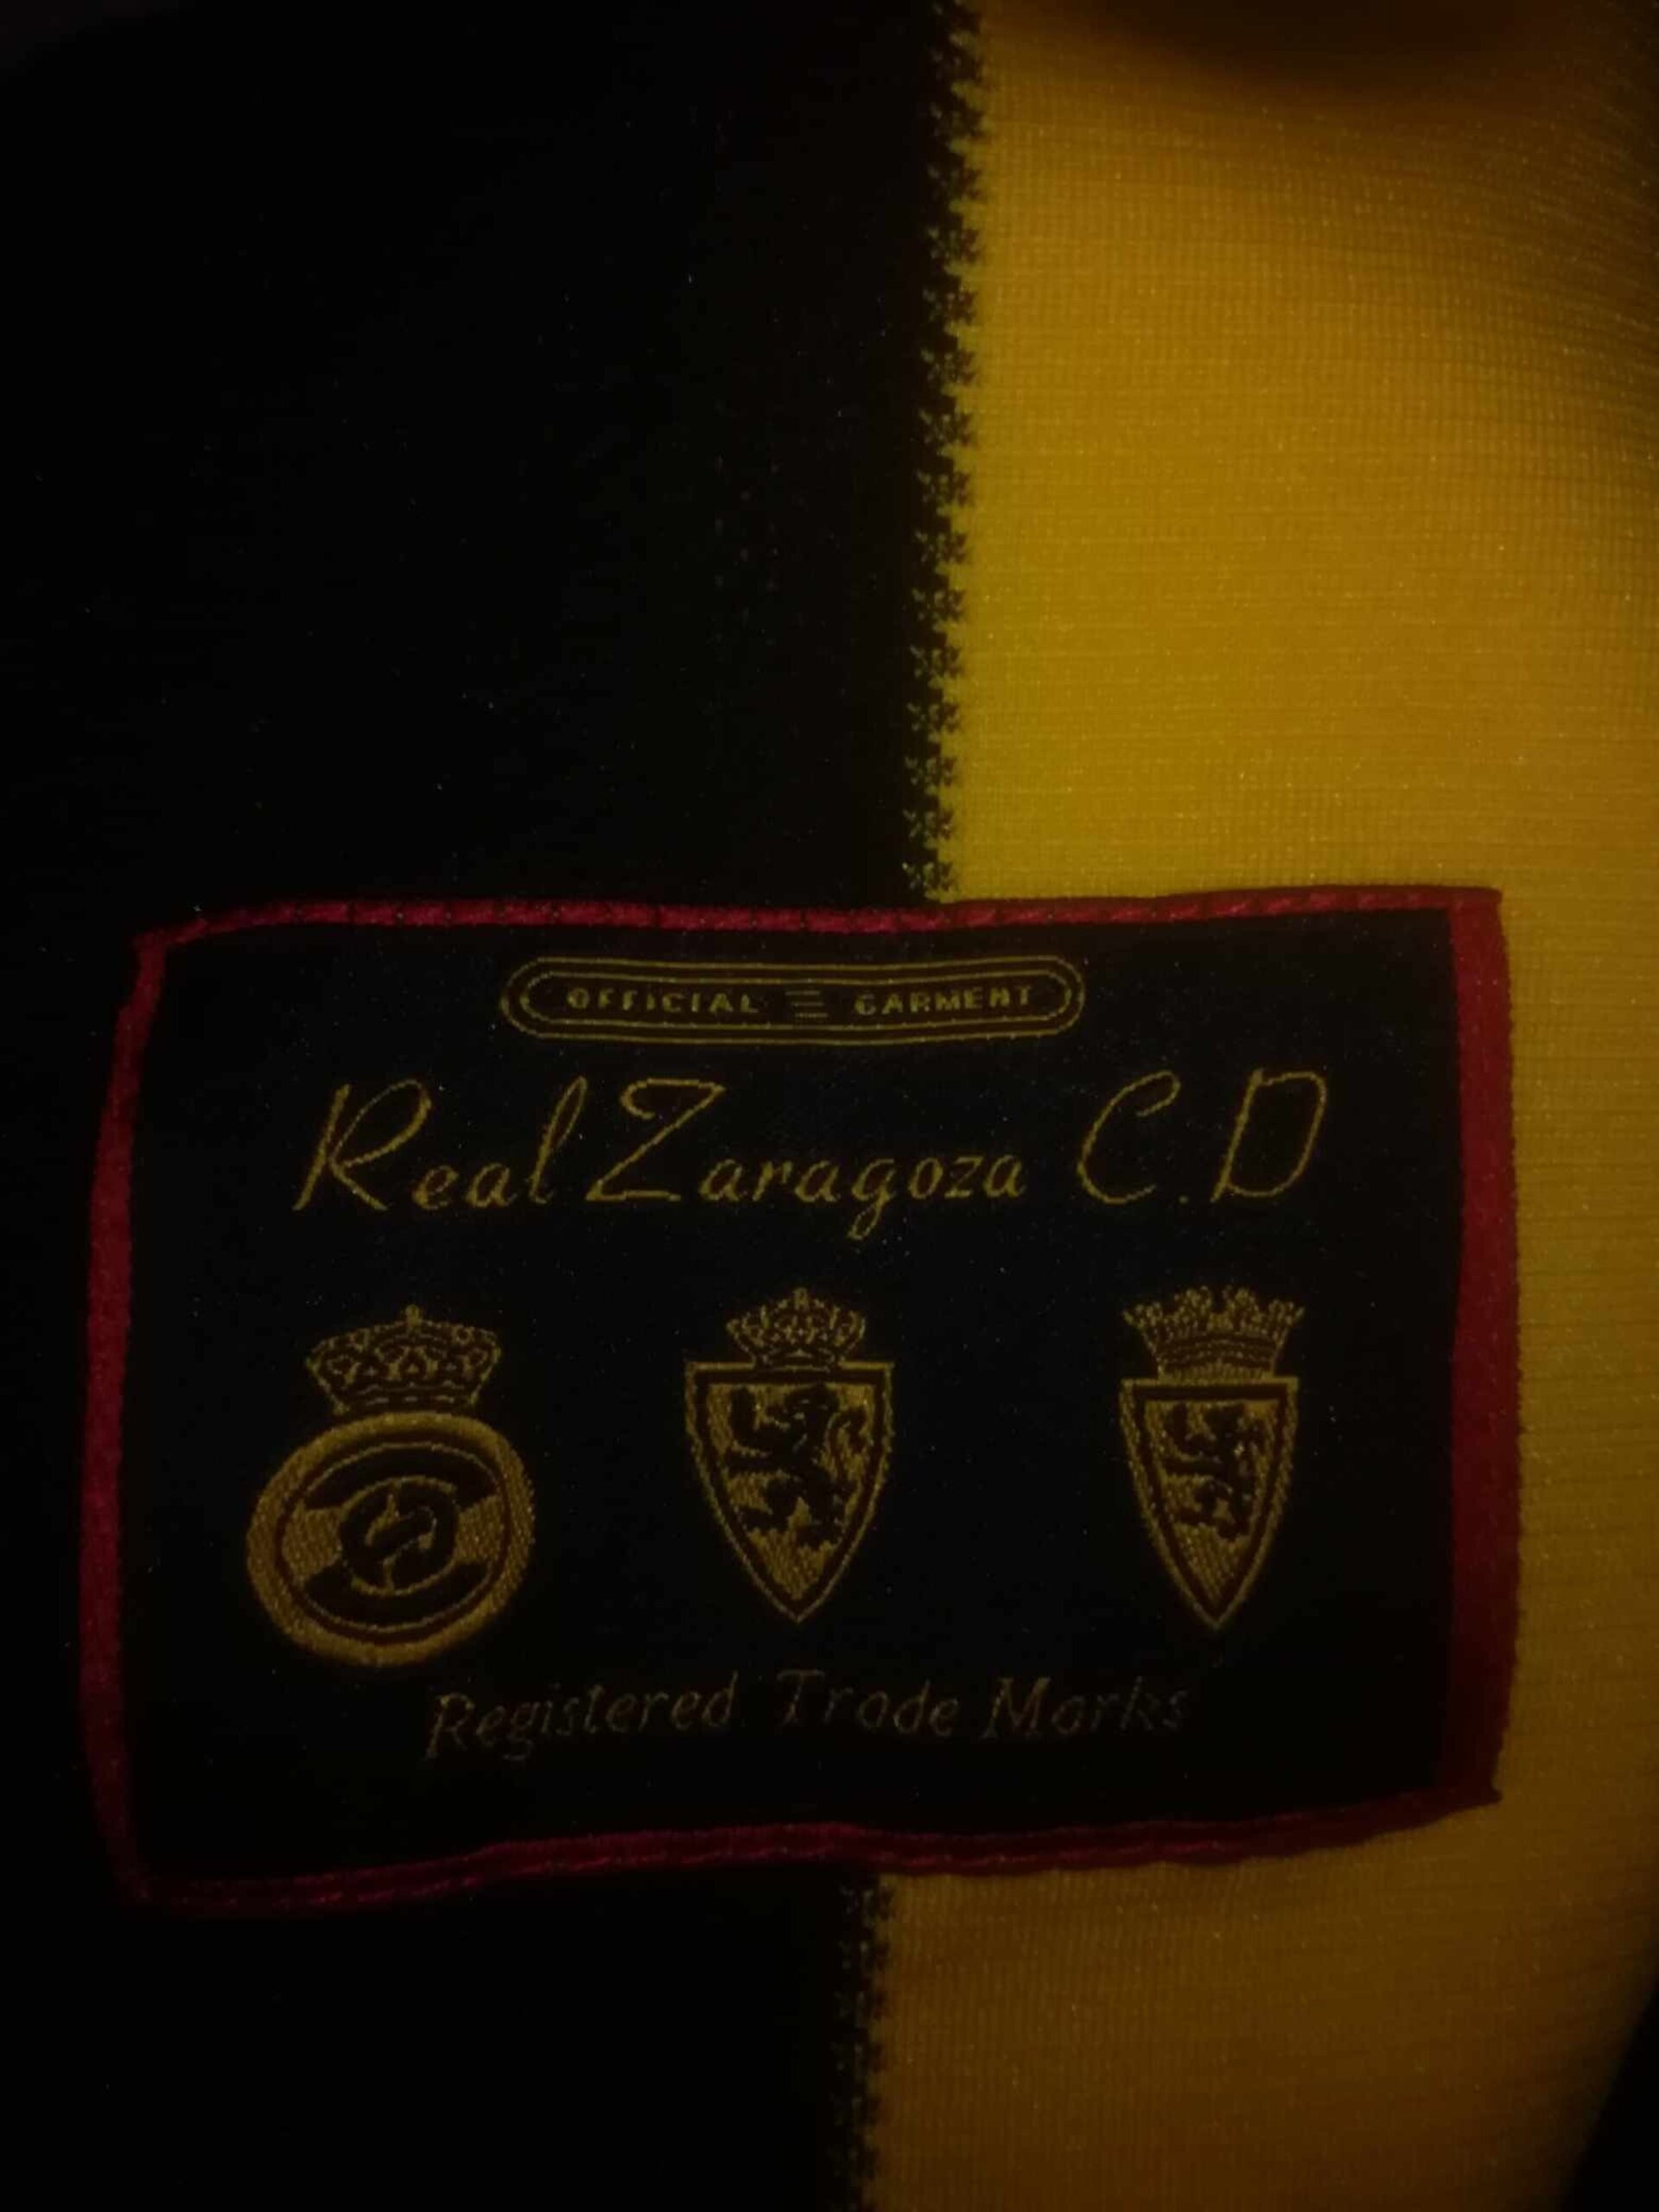 OFFICIAL GARMENT
Real Zaragoza C.D
Registered Trade Marks